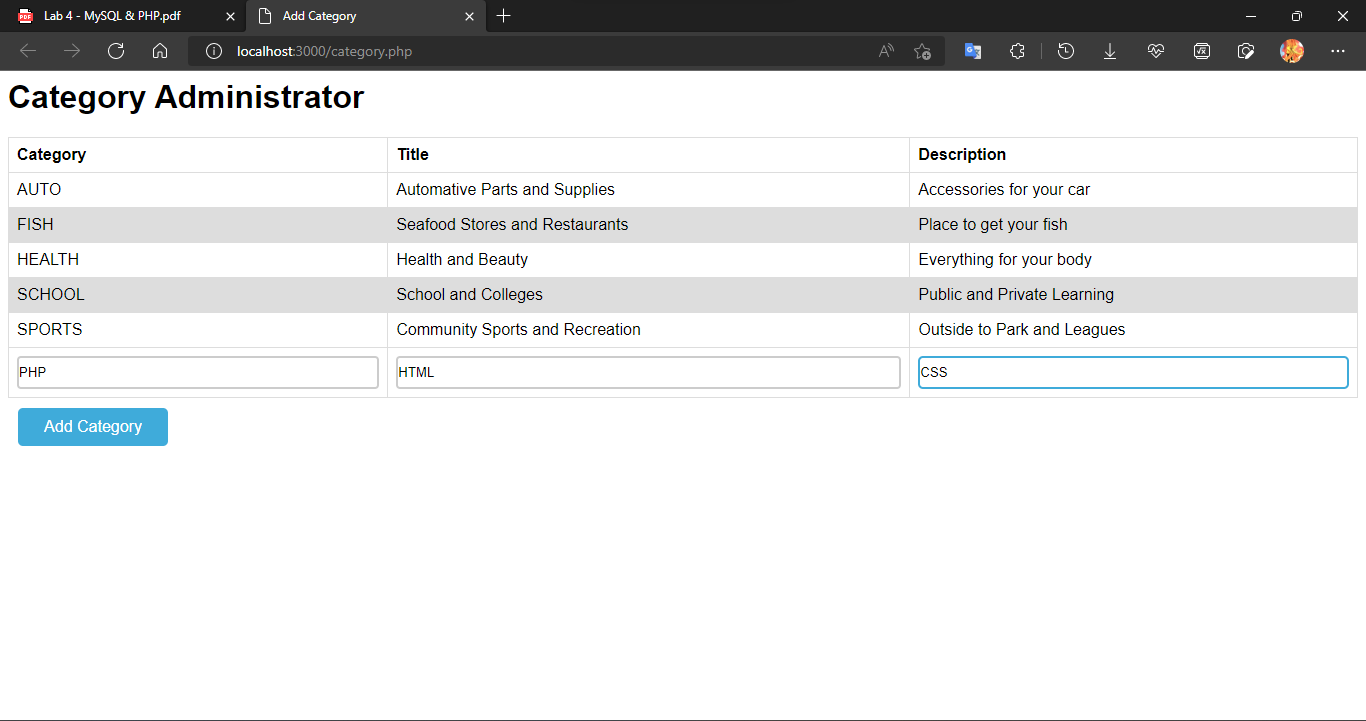 Lab 4 - MySQL & PHP.pdf
Add Category
localhost:3000/category.php
Category Administrator
Category Title Description
AUTO Automative Parts and Supplies Accessories for your car
FISH Seafood Stores and Restaurants Place to get your fish
HEALTH Health and Beauty Everything for your body
SCHOOL School and Colleges Public and Private Learning
SPORTS Community Sports and Recreation Outside to Park and Leagues
PHP HTML CSS
Add Category